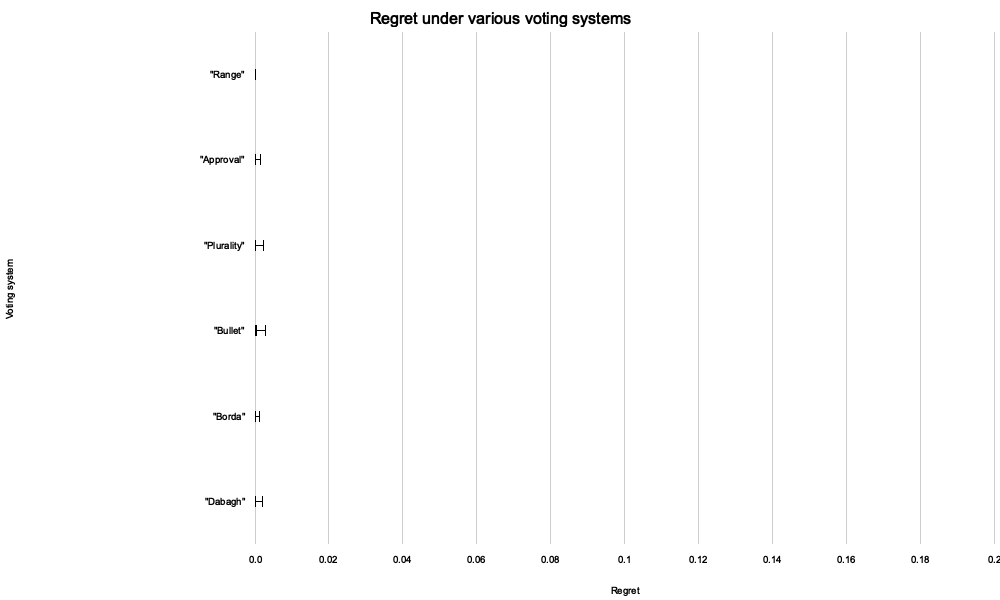 Regret under various voting systems
"Range"
"Approval"
"Plurality"
Voting system
"Bullet"
"Borda"
"Dabagh"
0.0 0.02 0.04 0.06 0.08 0.1 0.12 0.14 0.16 0.18 0.2
Regret